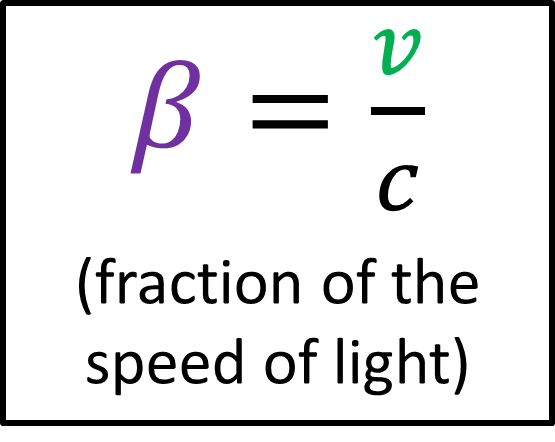 β = v/c
(fraction of the
speed of light)